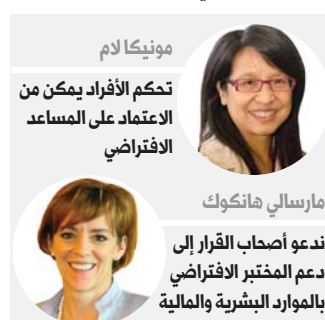 مونيكا لام
تحكم الأفراد يمكن من
الاعتماد على المساعد
الافتراضي
مارسالي هانكوك
ندعو أصحاب القرار إلى
دعم المختبر الافتراضي
بالموارد البشرية والمالية